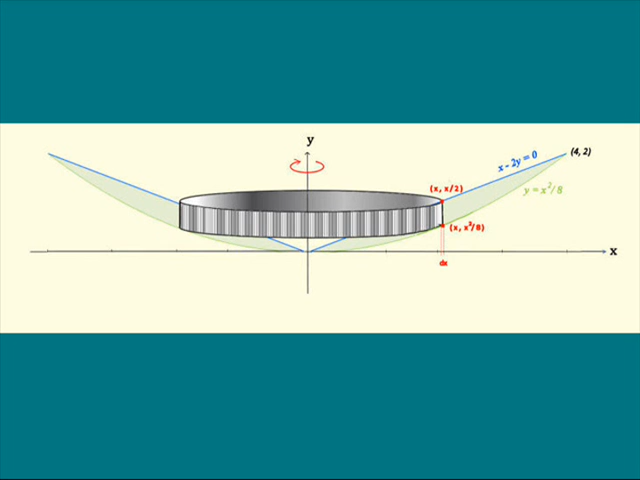 y
x - 2y = 0
(4, 2)
y = x²/8
(x, x/2)
(x, x²/8)
x
dx